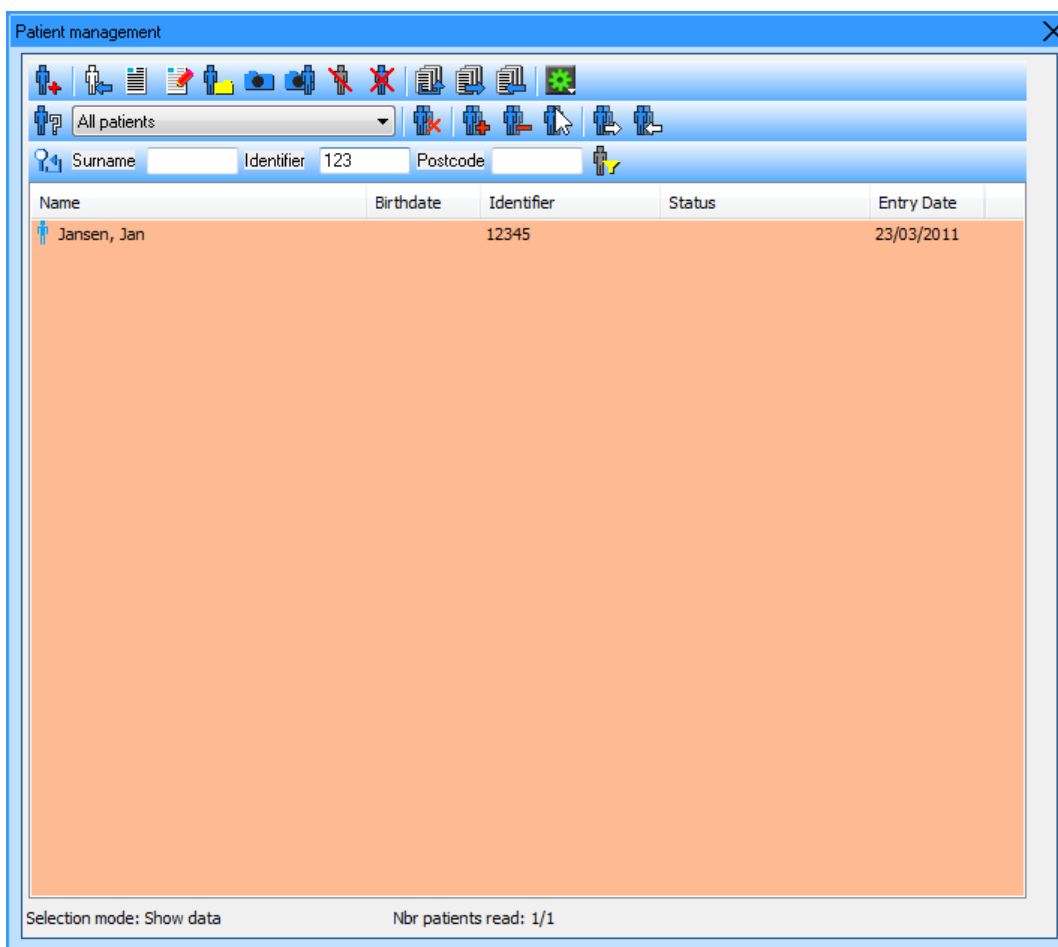 Patient management
All patients
Surname Identifier 123 Postcode
Name Birthdate Identifier Status Entry Date
Jansen, Jan 12345 23/03/2011
Selection mode: Show data Nbr patients read: 1/1